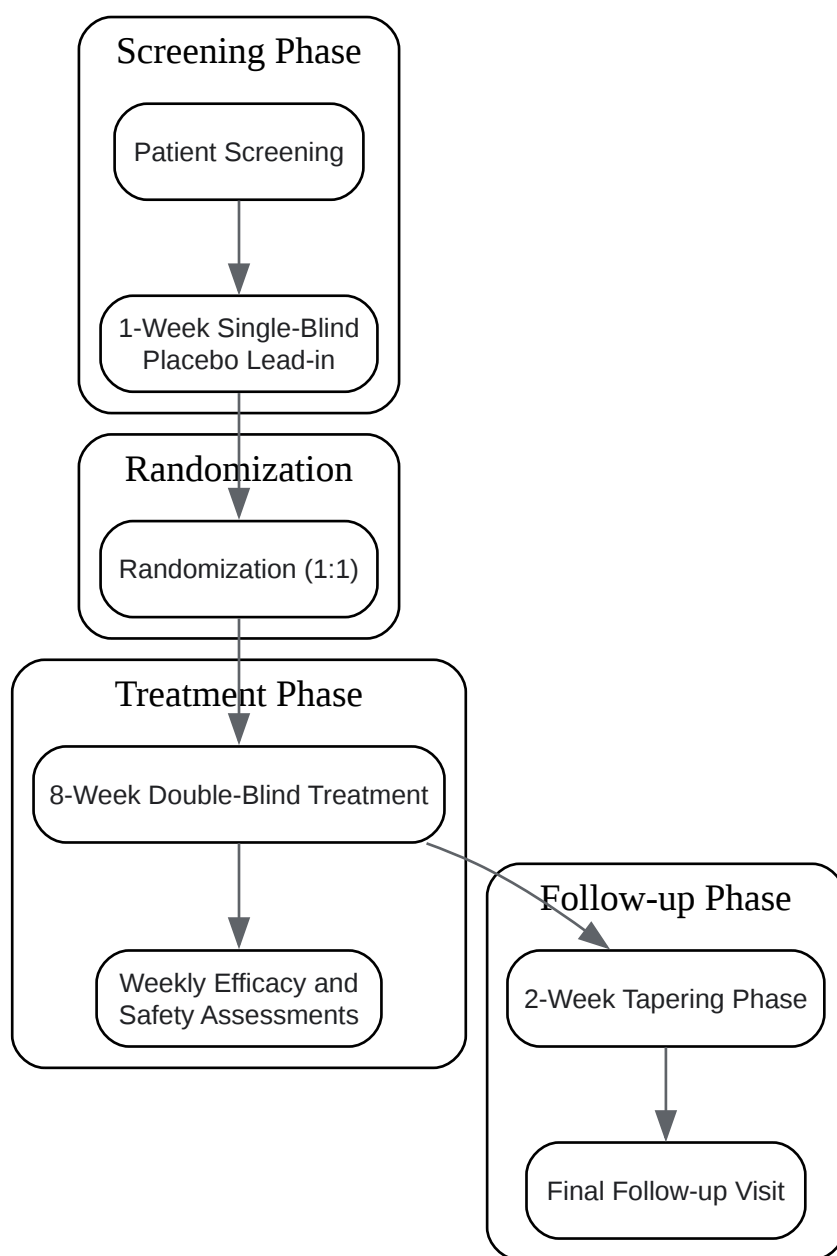 Screening Phase
Patient Screening
1-Week Single-Blind
Placebo Lead-in
Randomization
Randomization (1:1)
Treatment Phase
8-Week Double-Blind Treatment
Weekly Efficacy and
Safety Assessments
Follow-up Phase
2-Week Tapering Phase
Final Follow-up Visit